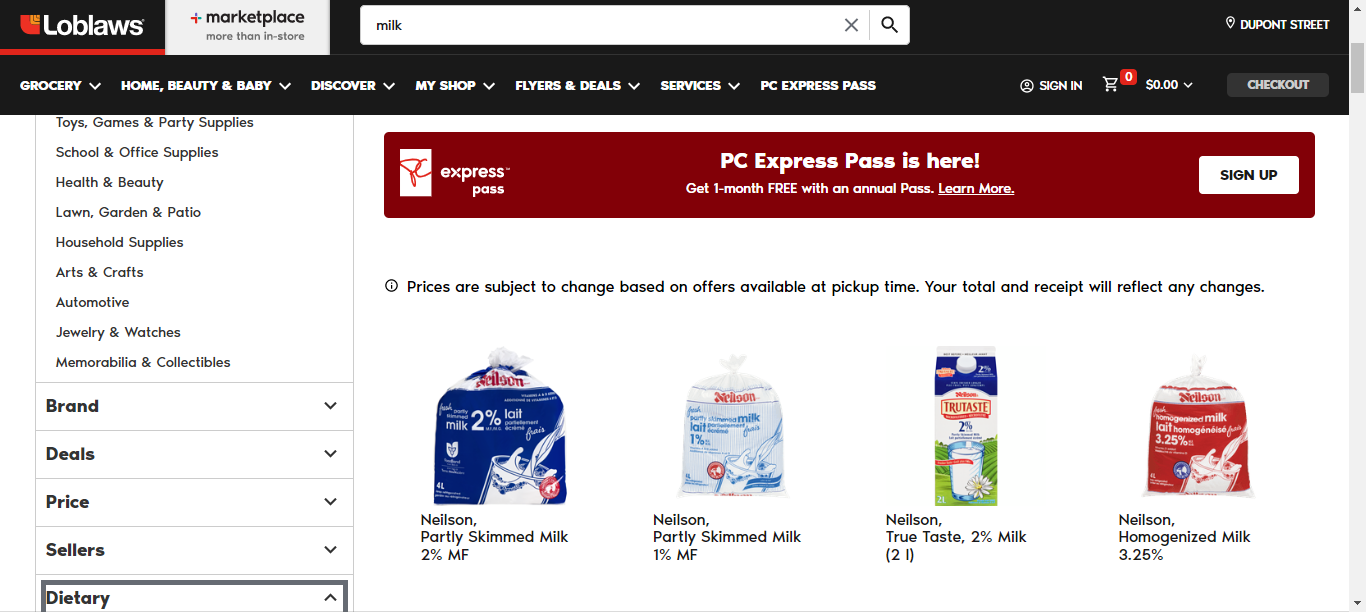 Loblaws
marketplace
more than in-store
milk
DUPONT STREET
GROCERY
HOME, BEAUTY & BABY
DISCOVER
MY SHOP
FLYERS & DEALS
SERVICES
PC EXPRESS PASS
SIGN IN
0
$0.00
CHECKOUT
Toys, Games & Party Supplies
School & Office Supplies
Health & Beauty
Lawn, Garden & Patio
Household Supplies
Arts & Crafts
Automotive
Jewelry & Watches
Memorabilia & Collectibles
Brand
Deals
Price
Sellers
Dietary
PC
express™
pass
PC Express Pass is here!
Get 1-month FREE with an annual Pass. Learn More.
SIGN UP
Prices are subject to change based on offers available at pickup time. Your total and receipt will reflect any changes.
Neilson
fresh partly skimmed milk
2%
lait partiellement écrémé frais
4L
Neilson,
Partly Skimmed Milk
2% MF
Neilson
fresh partly skimmed milk
lait partiellement écrémé frais
1%
4L
Neilson,
Partly Skimmed Milk
1% MF
2%
Neilson
TRUTASTE
2%
2L
Neilson,
True Taste, 2% Milk
(2 l)
Neilson
fresh homogenized milk
lait homogénéisé frais
3.25%
4L
Neilson,
Homogenized Milk
3.25%